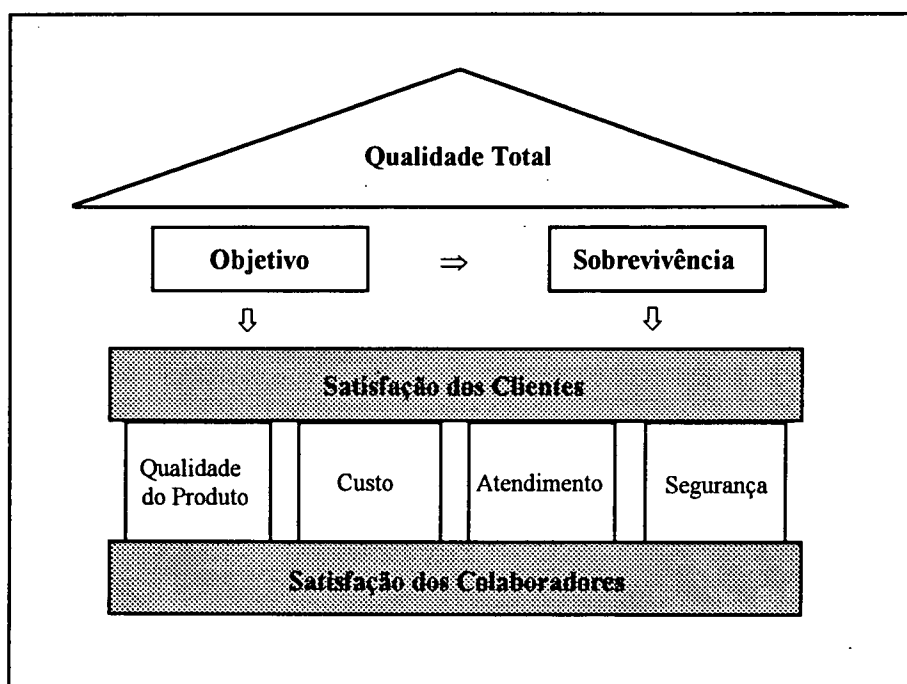 Qualidade Total
Objetivo ⇒ Sobrevivência
⇩ ⇩
Satisfação dos Clientes
Qualidade
do Produto
Custo
Atendimento
Segurança
Satisfação dos Colaboradores